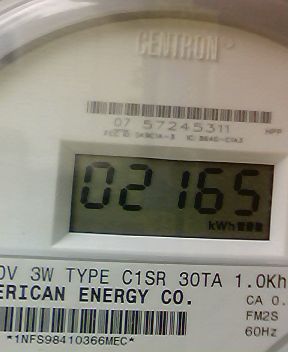 CENTRON
07 57245311
02165
kWh
0V 3W TYPE C1SR 30TA 1.0Kh
ERICAN ENERGY CO.
CA 0.
FM2S
60Hz
*1NFS98410366MEC*